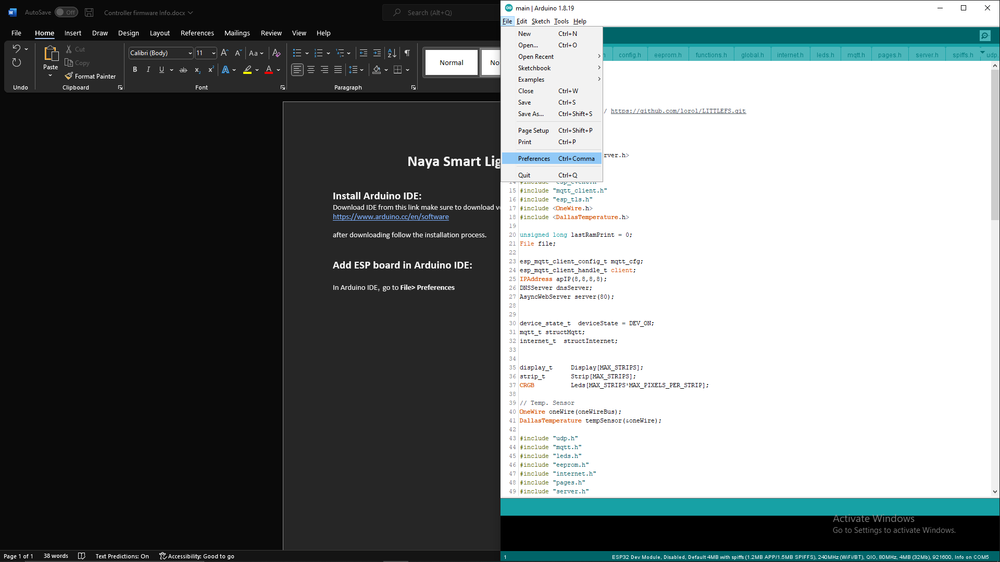 AutoSave Off Controller firmware Info.docx Search (Alt+Q)
File Home Insert Draw Design Layout References Mailings Review View Help
Undo
Paste Cut Copy Format Painter
Clipboard
Calibri (Body) 11
Font
Paragraph
Normal No
Naya Smart Lig
Install Arduino IDE:
Download IDE from this link make sure to download v
https://www.arduino.cc/en/software
after downloading follow the installation process.
Add ESP board in Arduino IDE:
In Arduino IDE, go to File> Preferences
Page 1 of 1 38 words Text Predictions: On Accessibility: Good to go
main | Arduino 1.8.19
File Edit Sketch Tools Help
New Ctrl+N
Open... Ctrl+O
Open Recent
Sketchbook
Examples
Close Ctrl+W
Save Ctrl+S
Save As... Ctrl+Shift+S
Page Setup Ctrl+Shift+P
Print Ctrl+P
Preferences Ctrl+Comma
Quit Ctrl+Q
config.h eeprom.h functions.h global.h internet.h leds.h mqtt.h pages.h server.h spiffs.h udp.
/ https://github.com/lorol/LITTLEFS.git
rver.h>
14 #include "esp_event.h"
15 #include "mqtt_client.h"
16 #include "esp_tls.h"
17 #include <OneWire.h>
18 #include <DallasTemperature.h>
19
20 unsigned long lastRamPrint = 0;
21 File file;
22
23 esp_mqtt_client_config_t mqtt_cfg;
24 esp_mqtt_client_handle_t client;
25 IPAddress apIP(8,8,8,8);
26 DNSServer dnsServer;
27 AsyncWebServer server(80);
28
29
30 device_state_t deviceState = DEV_ON;
31 mqtt_t structMqtt;
32 internet_t structInternet;
33
34
35 display_t Display[MAX_STRIPS];
36 strip_t Strip[MAX_STRIPS];
37 CRGB Leds[MAX_STRIPS*MAX_PIXELS_PER_STRIP];
38
39 // Temp. Sensor
40 OneWire oneWire(oneWireBus);
41 DallasTemperature tempSensor(&oneWire);
42
43 #include "udp.h"
44 #include "mqtt.h"
45 #include "leds.h"
46 #include "eeprom.h"
47 #include "internet.h"
48 #include "pages.h"
49 #include "server.h"
Activate Windows
Go to Settings to activate Windows.
1 ESP32 Dev Module, Disabled, Default 4MB with spiffs (1.2MB APP/1.5MB SPIFFS), 240MHz (WiFi/BT), QIO, 80MHz, 4MB (32Mb), 921600, Info on COM5